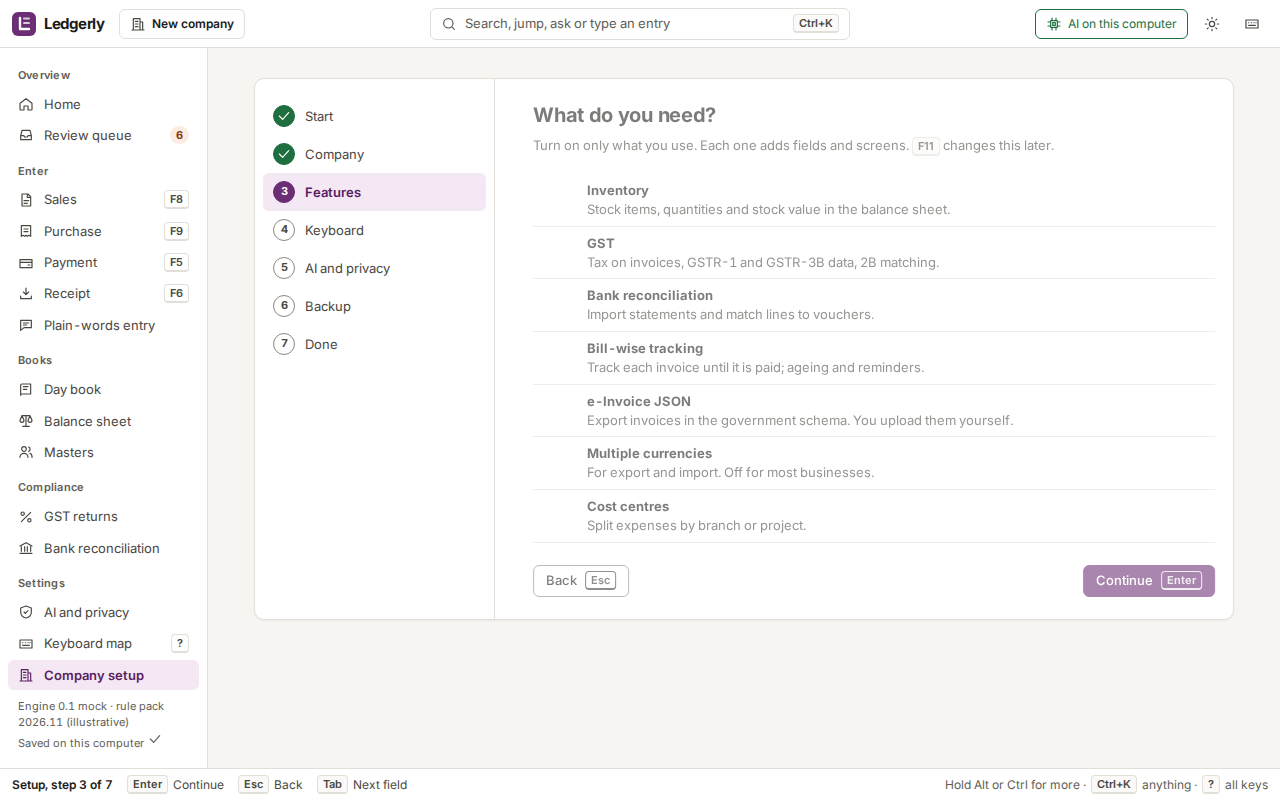 Ledgerly
New company
Search, jump, ask or type an entry
Ctrl+K
AI on this computer
Overview
Home
Review queue 6
Enter
Sales F8
Purchase F9
Payment F5
Receipt F6
Plain-words entry
Books
Day book
Balance sheet
Masters
Compliance
GST returns
Bank reconciliation
Settings
AI and privacy
Keyboard map ?
Company setup
Engine 0.1 mock · rule pack
2026.11 (illustrative)
Saved on this computer
Start
Company
3 Features
4 Keyboard
5 AI and privacy
6 Backup
7 Done
What do you need?
Turn on only what you use. Each one adds fields and screens. F11 changes this later.
Inventory
Stock items, quantities and stock value in the balance sheet.
GST
Tax on invoices, GSTR-1 and GSTR-3B data, 2B matching.
Bank reconciliation
Import statements and match lines to vouchers.
Bill-wise tracking
Track each invoice until it is paid; ageing and reminders.
e-Invoice JSON
Export invoices in the government schema. You upload them yourself.
Multiple currencies
For export and import. Off for most businesses.
Cost centres
Split expenses by branch or project.
Back Esc
Continue Enter
Setup, step 3 of 7 Enter Continue Esc Back Tab Next field
Hold Alt or Ctrl for more · Ctrl+K anything · ? all keys